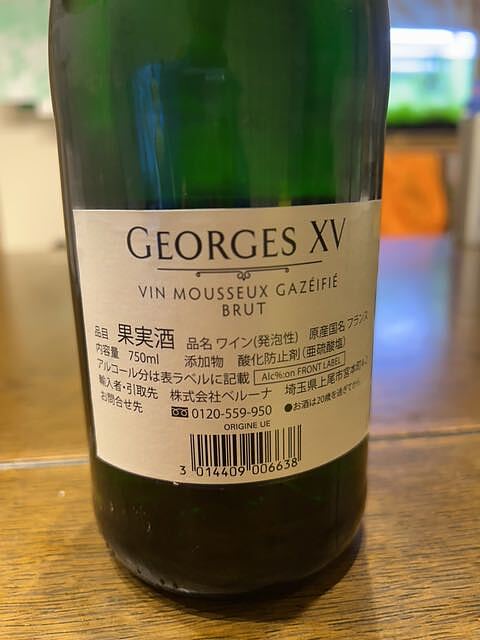 GEORGES XV
VIN MOUSSEUX GAZÉIFIÉ
BRUT
品目 果実酒 品名 ワイン(発泡性) 原産国名 フランス
内容量 750ml 添加物 酸化防止剤(亜硫酸塩)
アルコール分は表ラベルに記載 Alc%:on FRONT LABEL
輸入者・引取先 株式会社ベルーナ 埼玉県上尾市宮本町4-2
お問合せ先 0120-559-950 ●お酒は20歳を過ぎてから。
ORIGINE UE
3 014409 006638